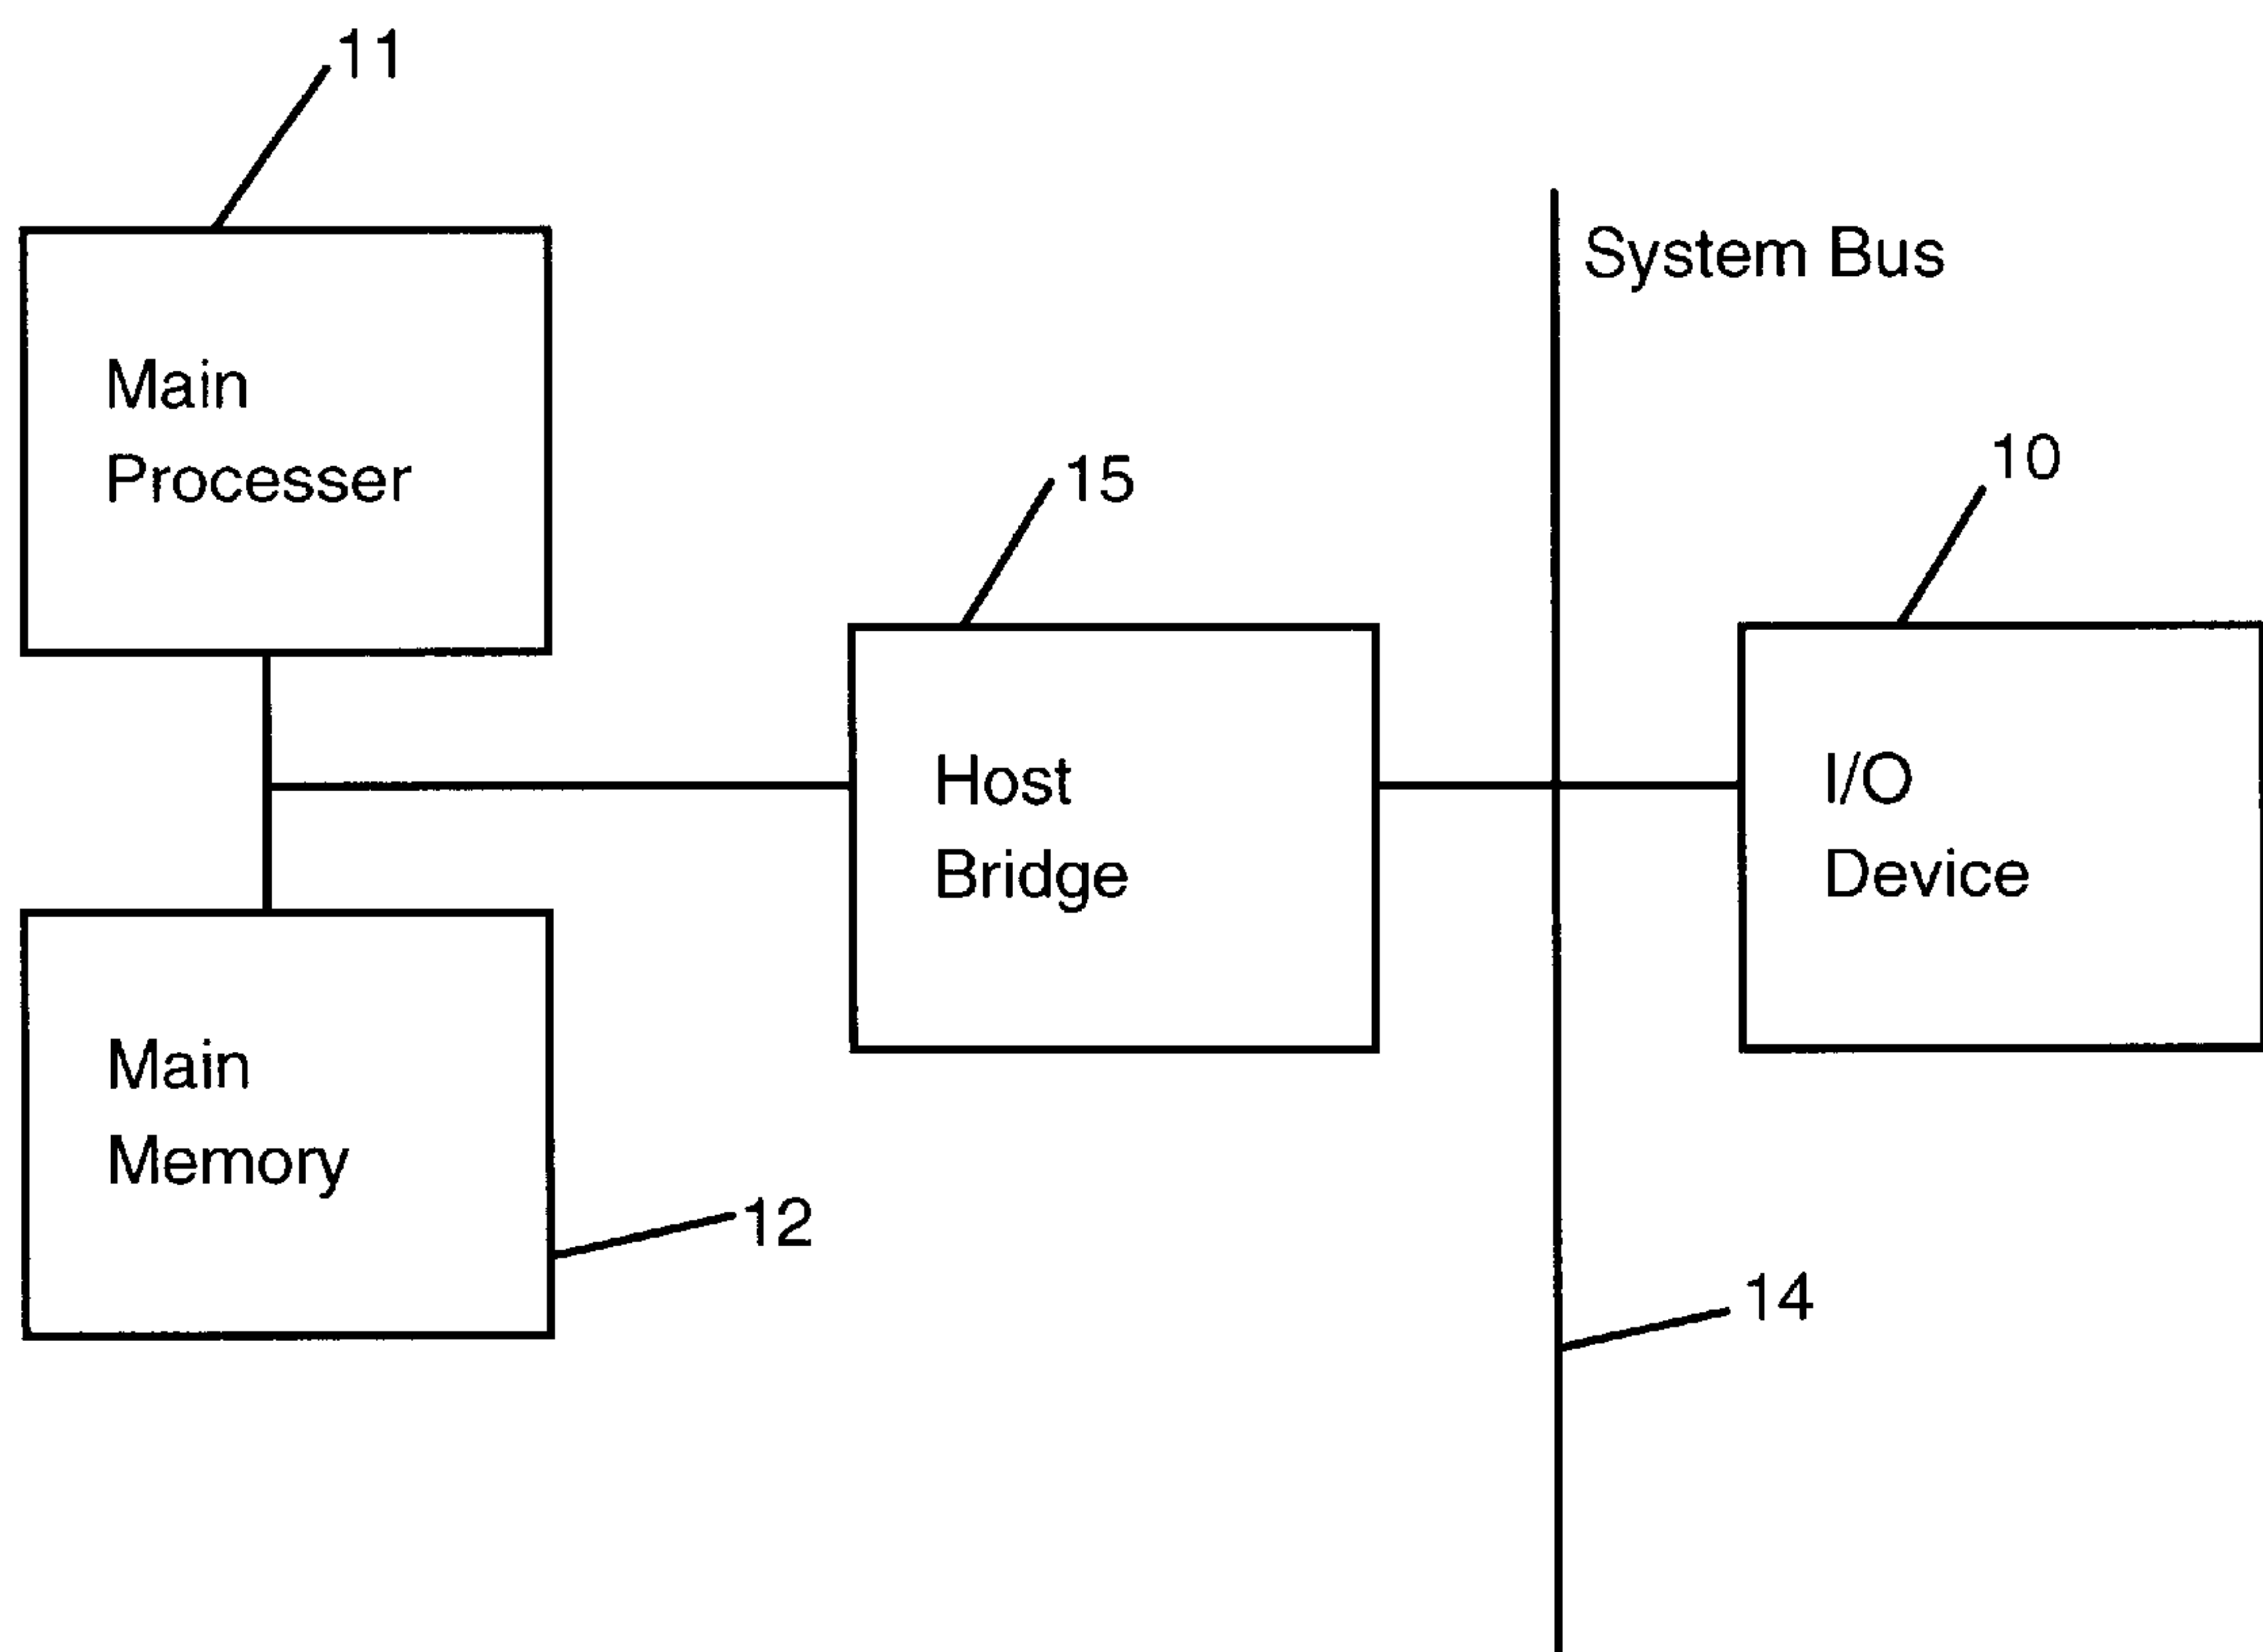 11
System Bus
Main
Processer
15
10
Host
Bridge
I/O
Device
Main
Memory
12
14